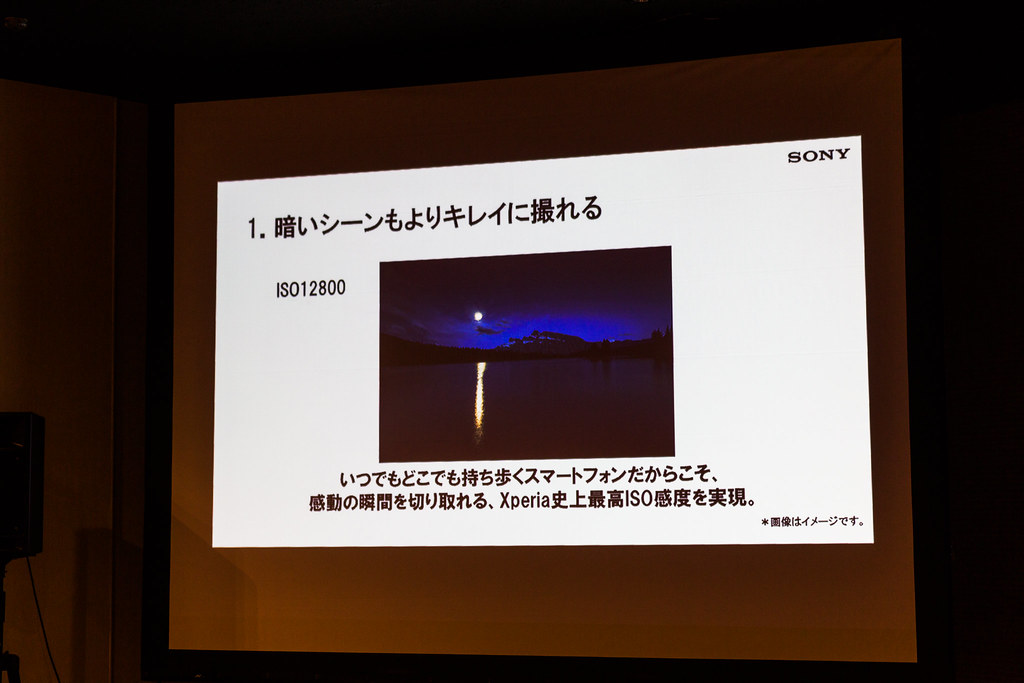 SONY
1. 暗いシーンもよりキレイに撮れる
ISO12800
いつでもどこでも持ち歩くスマートフォンだからこそ、
感動の瞬間を切り取れる、Xperia史上最高ISO感度を実現。
＊画像はイメージです。